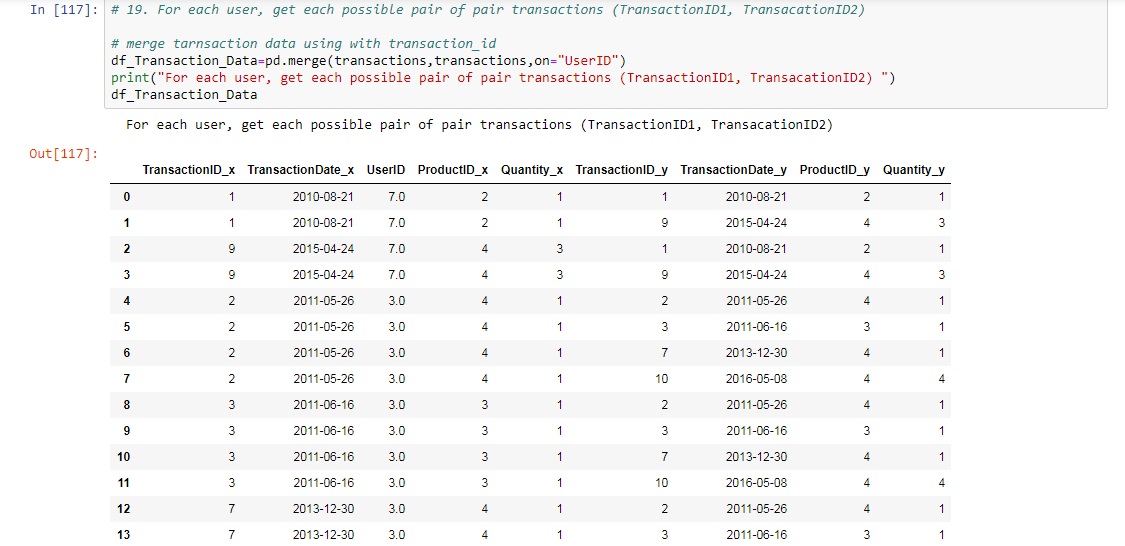 In [117]: # 19. For each user, get each possible pair of pair transactions (TransactionID1, TransacationID2)
# merge tarnsaction data using with transaction_id
df_Transaction_Data=pd.merge(transactions,transactions,on="UserID")
print("For each user, get each possible pair of pair transactions (TransactionID1, TransacationID2) ")
df_Transaction_Data
For each user, get each possible pair of pair transactions (TransactionID1, TransacationID2)
Out[117]:
TransactionID_x TransactionDate_x UserID ProductID_x Quantity_x TransactionID_y TransactionDate_y ProductID_y Quantity_y
0 1 2010-08-21 7.0 2 1 1 2010-08-21 2 1
1 1 2010-08-21 7.0 2 1 9 2015-04-24 4 3
2 9 2015-04-24 7.0 4 3 1 2010-08-21 2 1
3 9 2015-04-24 7.0 4 3 9 2015-04-24 4 3
4 2 2011-05-26 3.0 4 1 2 2011-05-26 4 1
5 2 2011-05-26 3.0 4 1 3 2011-06-16 3 1
6 2 2011-05-26 3.0 4 1 7 2013-12-30 4 1
7 2 2011-05-26 3.0 4 1 10 2016-05-08 4 4
8 3 2011-06-16 3.0 3 1 2 2011-05-26 4 1
9 3 2011-06-16 3.0 3 1 3 2011-06-16 3 1
10 3 2011-06-16 3.0 3 1 7 2013-12-30 4 1
11 3 2011-06-16 3.0 3 1 10 2016-05-08 4 4
12 7 2013-12-30 3.0 4 1 2 2011-05-26 4 1
13 7 2013-12-30 3.0 4 1 3 2011-06-16 3 1